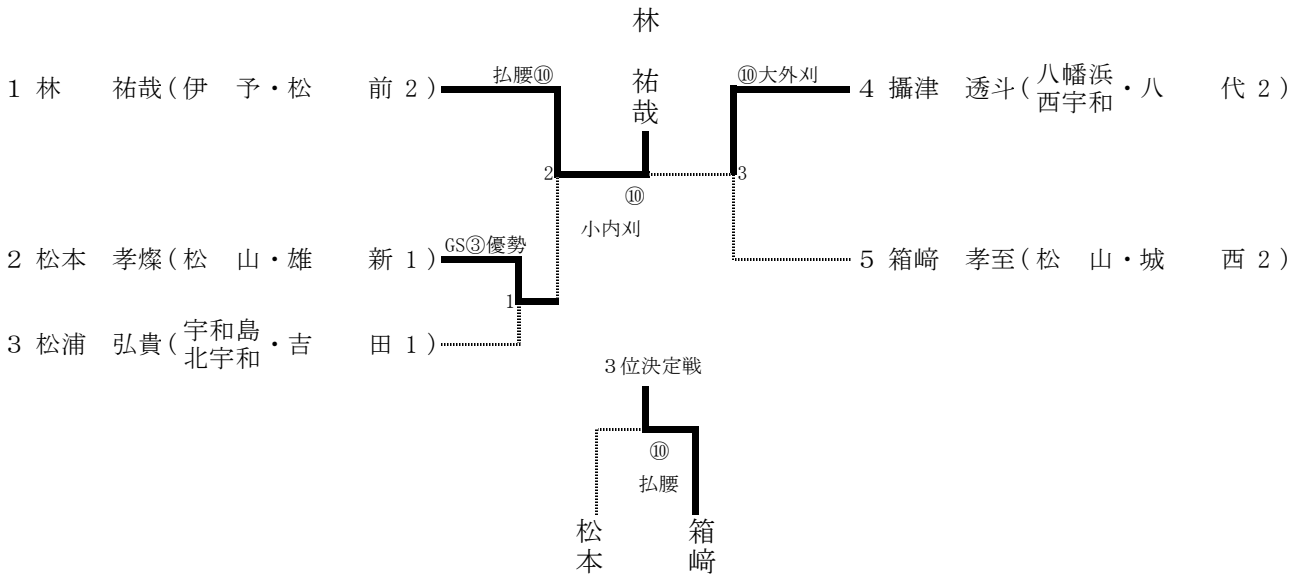 林　祐哉
1 林　　祐哉(伊　予・松　　前 2)
払腰⑩
⑩大外刈
4 攝津　透斗(八幡浜西宇和・八　　代 2)
2
3
⑩
小内刈
2 松本　孝燦(松　山・雄　　新 1)
GS③優勢
5 箱﨑　孝至(松　山・城　　西 2)
1
3 松浦　弘貴(宇和島北宇和・吉　　田 1)
３位決定戦
⑩
払腰
松本
箱﨑